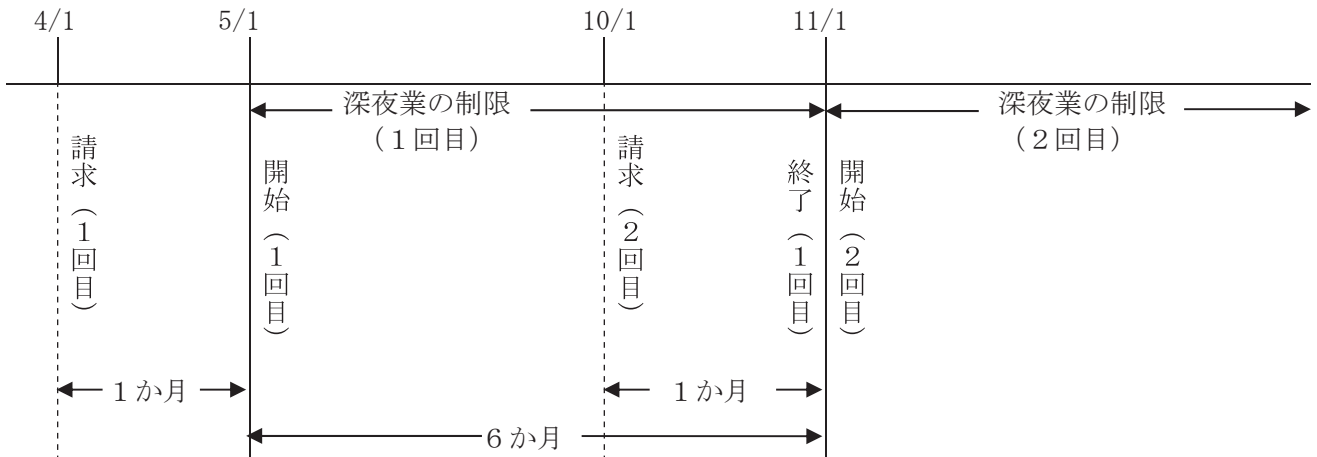 4/1
5/1
10/1
11/1
深夜業の制限
（１回目）
深夜業の制限
（２回目）
請求（１回目）
開始（１回目）
請求（２回目）
終了（１回目）
開始（２回目）
１か月
１か月
６か月